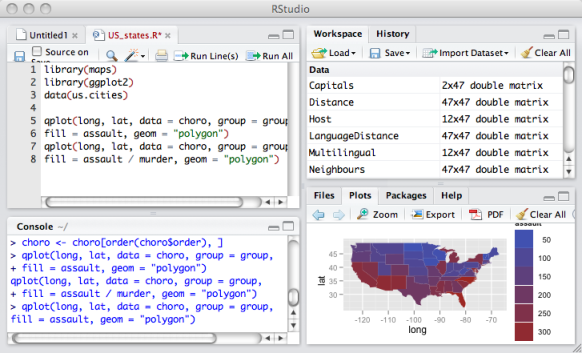 RStudio
Untitled1
US_states.R*
Source on Save
Run Line(s)
Run All
1 library(maps)
2 library(ggplot2)
3 data(us.cities)
4
5 qplot(long, lat, data = choro, group = group
6 fill = assault, geom = "polygon")
7 qplot(long, lat, data = choro, group = group
8 fill = assault / murder, geom = "polygon")
Console ~/
> choro <- choro[order(choro$order), ]
> qplot(long, lat, data = choro, group = group,
+ fill = assault, geom = "polygon")
qplot(long, lat, data = choro, group = group,
+ fill = assault / murder, geom = "polygon")
> qplot(long, lat, data = choro, group = group,
fill = assault, geom = "polygon")
Workspace History
Load Save Import Dataset Clear All
Data
Capitals 2x47 double matrix
Distance 47x47 double matrix
Host 12x47 double matrix
LanguageDistance 47x47 double matrix
Multilingual 12x47 double matrix
Neighbours 47x47 double matrix
Files Plots Packages Help
Zoom Export PDF Clear All
assault
50
100
150
200
250
300
lat
45
40
35
30
-120 -110 -100 -90 -80 -70
long